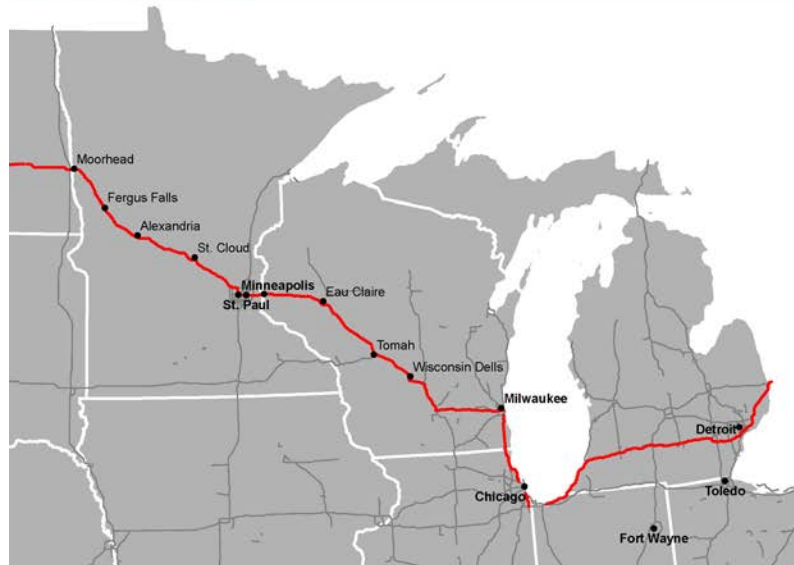 Moorhead
Fergus Falls
Alexandria
St. Cloud
Minneapolis
St. Paul
Eau Claire
Tomah
Wisconsin Dells
Milwaukee
Detroit
Chicago
Toledo
Fort Wayne